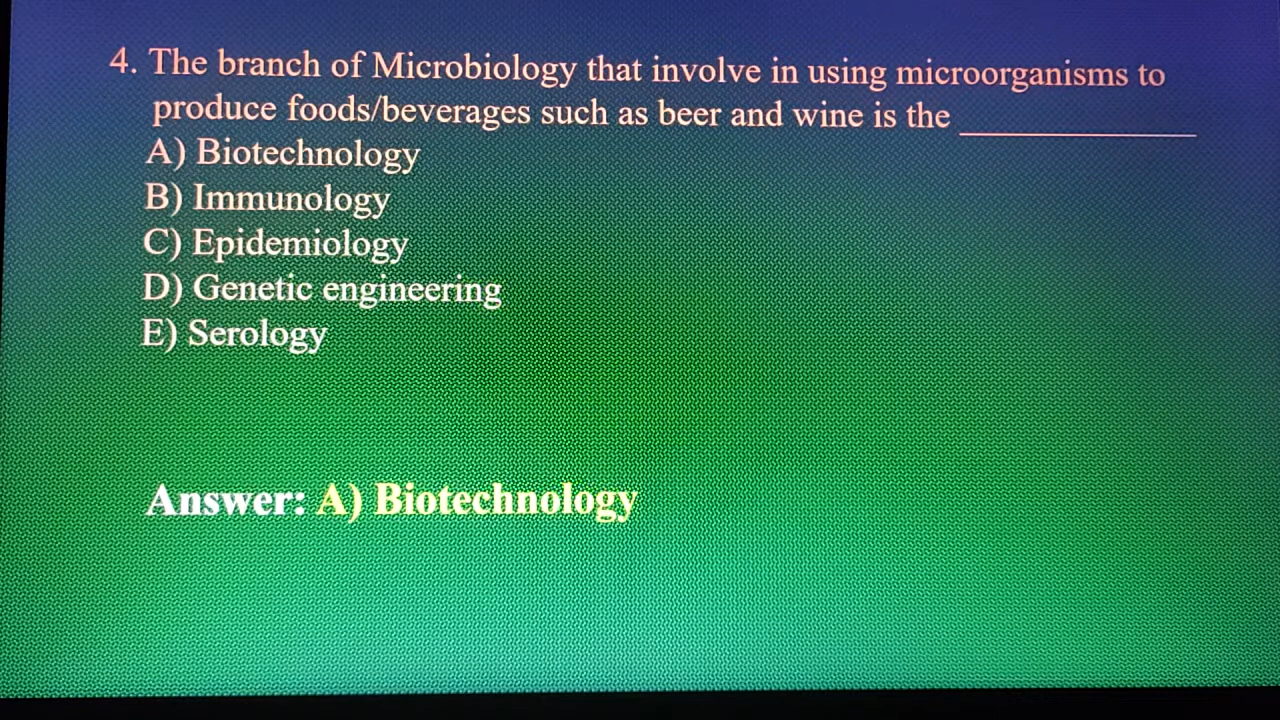 4. The branch of Microbiology that involve in using microorganisms to
produce foods/beverages such as beer and wine is the ____________
A) Biotechnology
B) Immunology
C) Epidemiology
D) Genetic engineering
E) Serology
Answer: A) Biotechnology